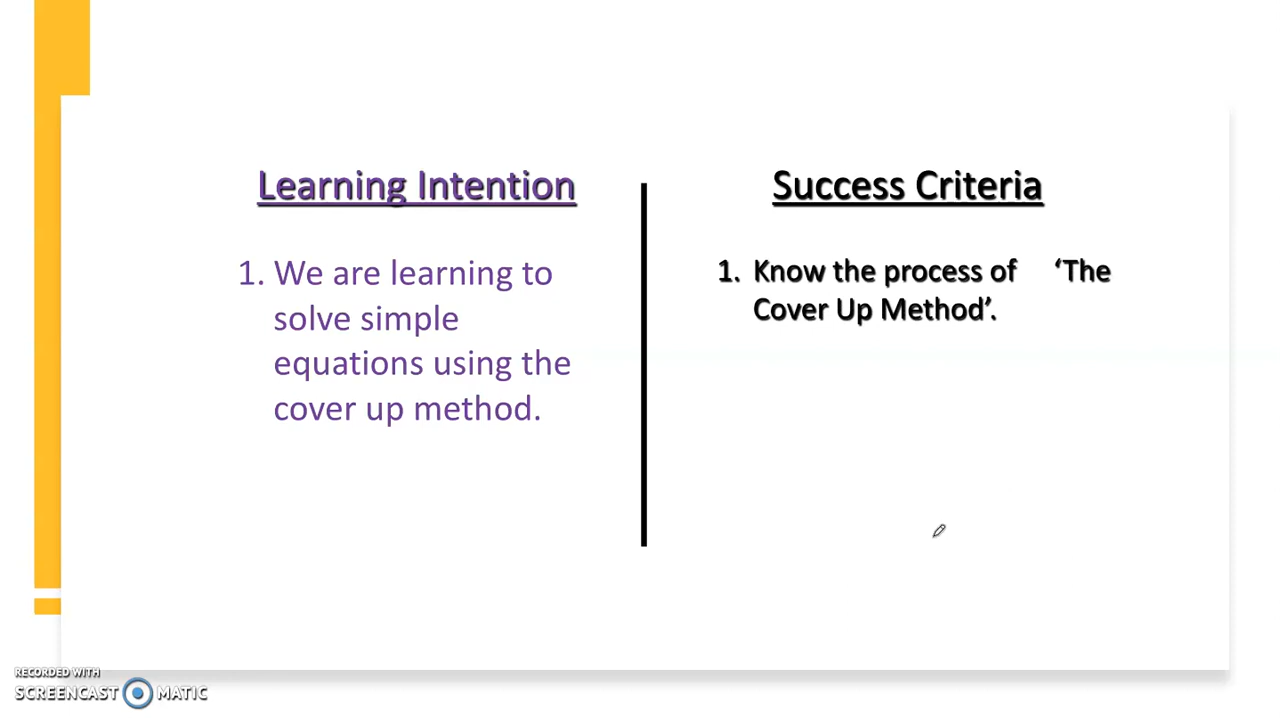 Learning Intention
1. We are learning to
solve simple
equations using the
cover up method.
Success Criteria
1. Know the process of ‘The
Cover Up Method’.
RECORDED WITH
SCREENCAST MATIC